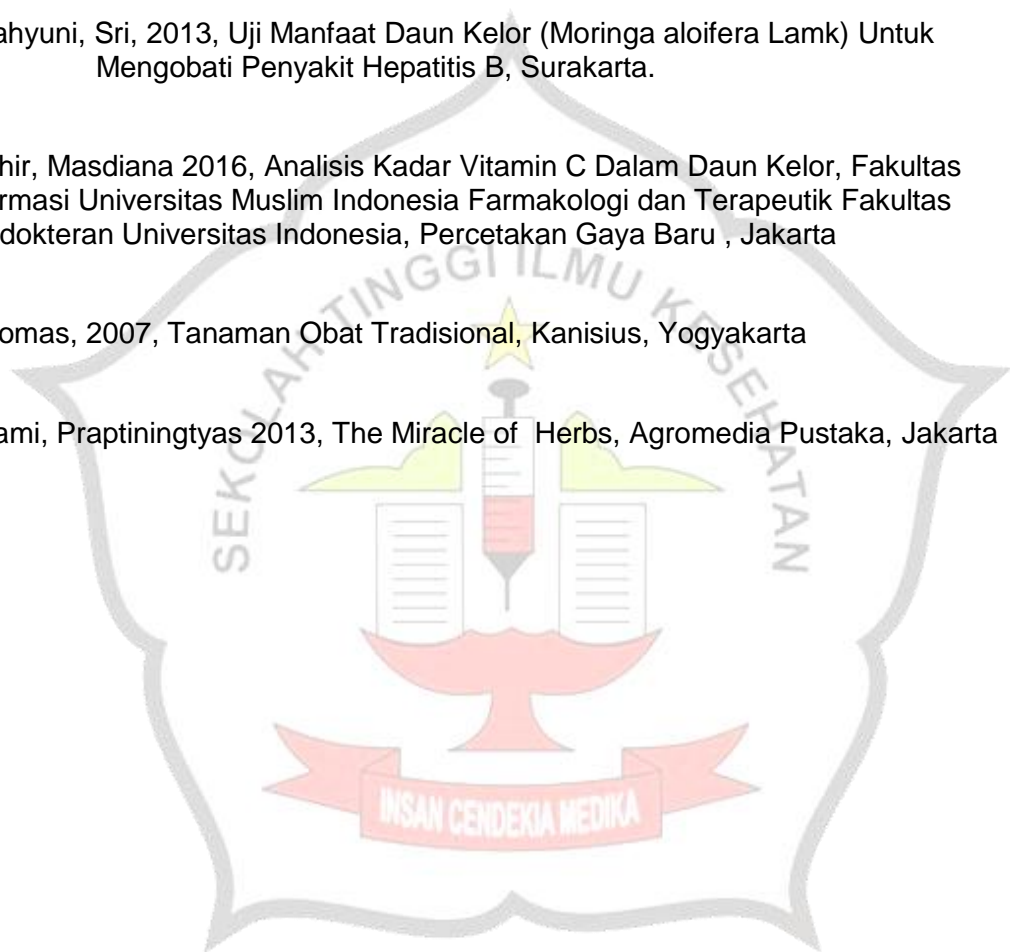 ahyuni, Sri, 2013, Uji Manfaat Daun Kelor (Moringa aloifera Lamk) Untuk
Mengobati Penyakit Hepatitis B, Surakarta.
hir, Masdiana 2016, Analisis Kadar Vitamin C Dalam Daun Kelor, Fakultas
rmasi Universitas Muslim Indonesia Farmakologi dan Terapeutik Fakultas
dokteran Universitas Indonesia, Percetakan Gaya Baru , Jakarta
omas, 2007, Tanaman Obat Tradisional, Kanisius, Yogyakarta
ami, Praptiningtyas 2013, The Miracle of Herbs, Agromedia Pustaka, Jakarta
SEKOLAH TINGGI ILMU KESEHATAN
INSAN CENDEKIA MEDIKA